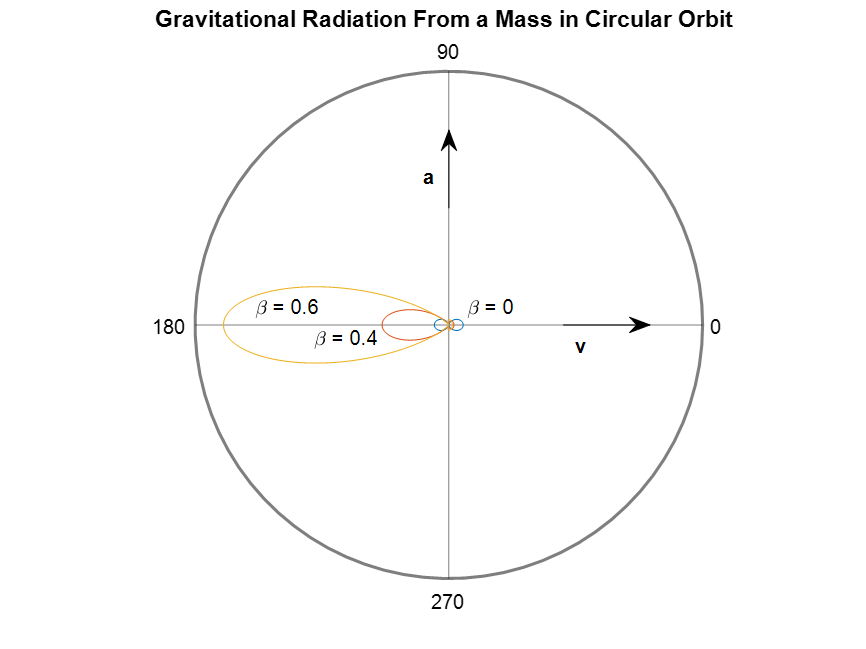 Gravitational Radiation From a Mass in Circular Orbit
90
a
β = 0.6
β = 0
180
β = 0.4
0
v
270